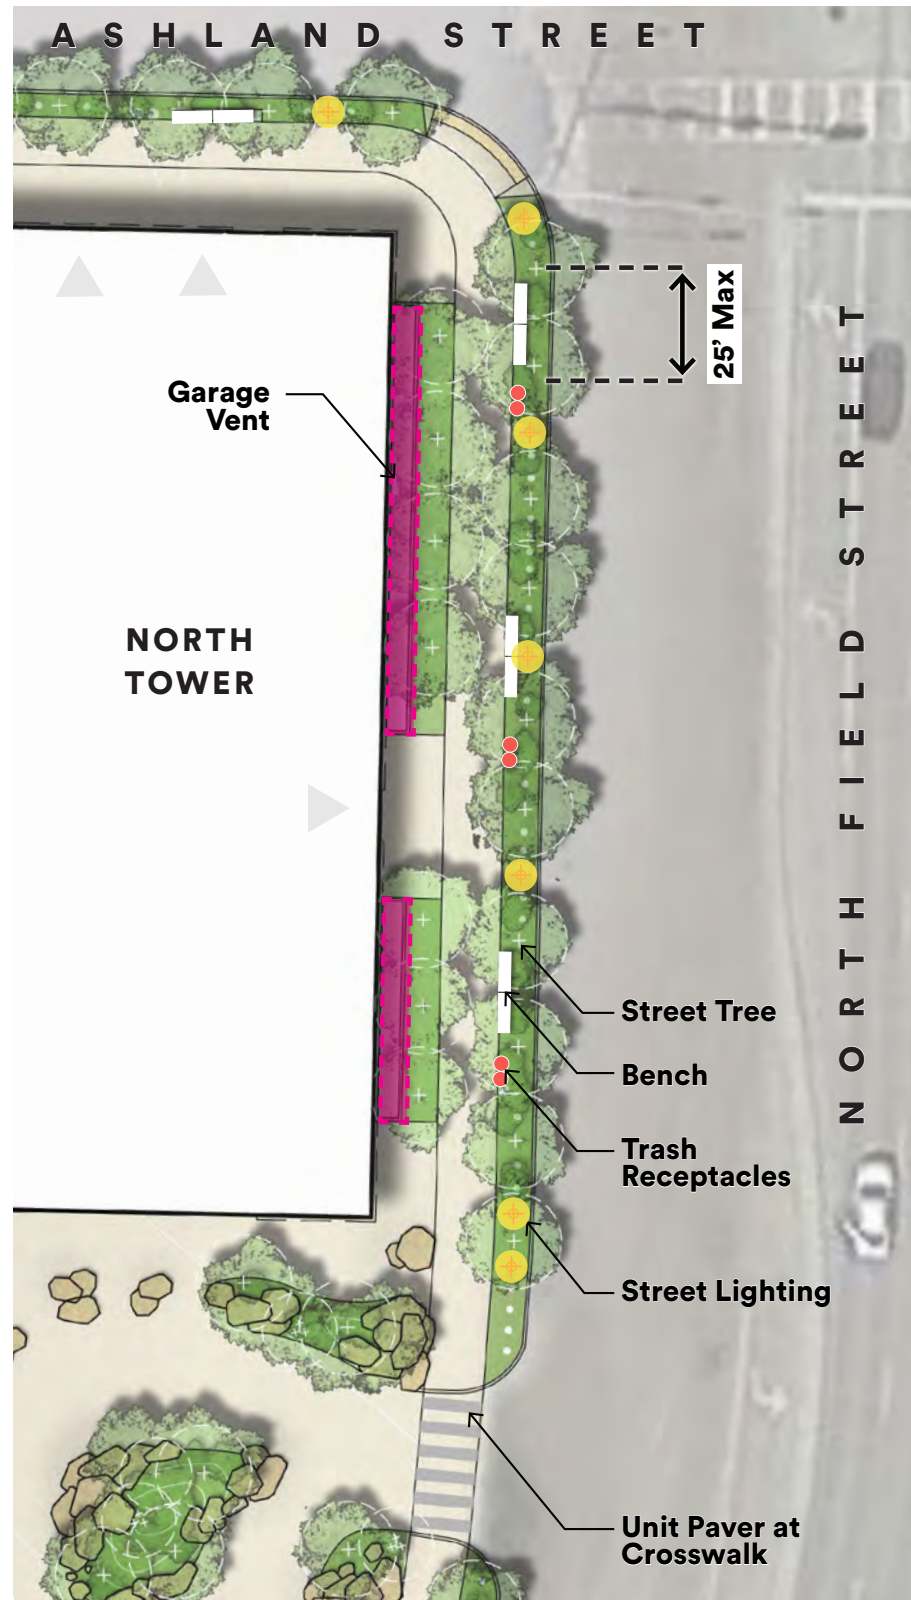 ASHLAND STREET
25' Max
Garage
Vent
NORTH FIELD STREET
NORTH
TOWER
Street Tree
Bench
Trash
Receptacles
Street Lighting
Unit Paver at
Crosswalk